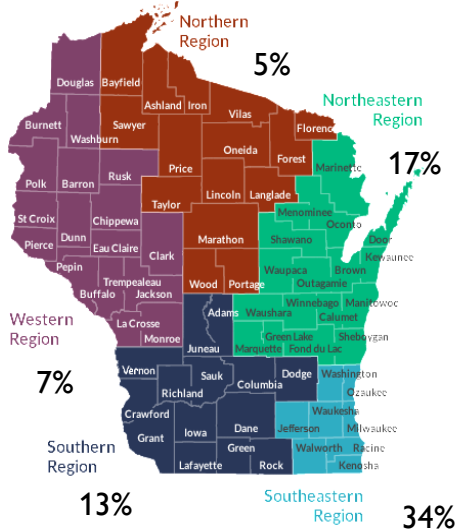 Northern
Region
5%
Douglas
Bayfield
Ashland
Iron
Vilas
Florence
Northeastern
Region
17%
Burnett
Washburn
Sawyer
Oneida
Forest
Marinette
Polk
Barron
Rusk
Price
Lincoln
Langlade
Taylor
Menominee
Oconto
St Croix
Chippewa
Dunn
Pierce
Eau Claire
Clark
Marathon
Shawano
Door
Kewaunee
Pepin
Trempealeau
Buffalo
Jackson
Wood
Portage
Waupaca
Brown
Outagamie
Western
Region
La Crosse
Monroe
Adams
Juneau
Waushara
Winnebago
Manitowoc
Calumet
Green Lake
Sheboygan
Marquette
Fond du Lac
7%
Vernon
Sauk
Columbia
Dodge
Washington
Richland
Ozaukee
Crawford
Waukesha
Grant
Iowa
Dane
Jefferson
Milwaukee
Southern
Region
Green
Walworth
Racine
Lafayette
Rock
Kenosha
13%
Southeastern
Region
34%